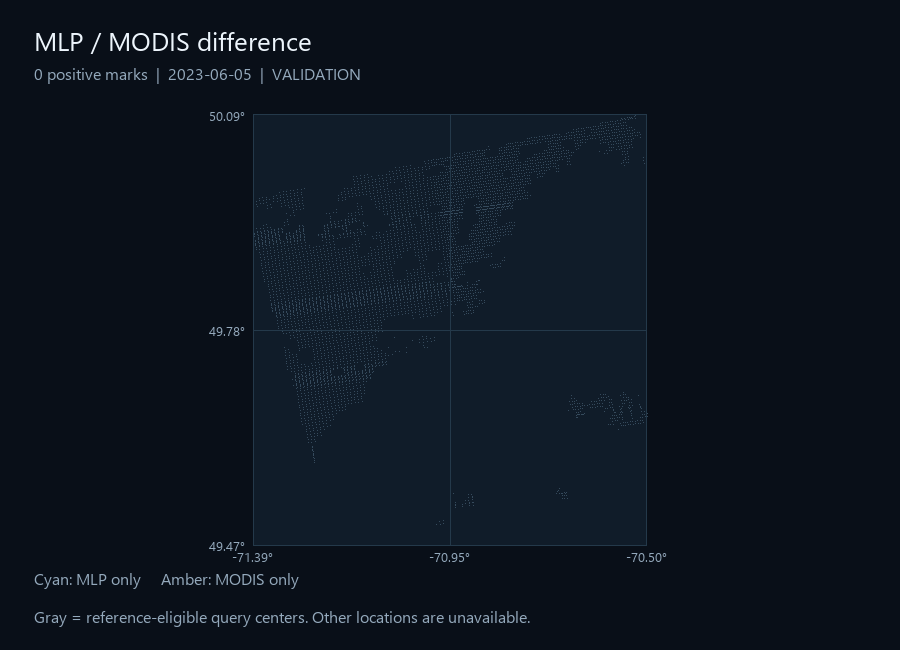 MLP / MODIS difference
0 positive marks | 2023-06-05 | VALIDATION
50.09°
49.78°
49.47°
-71.39° -70.95° -70.50°
Cyan: MLP only Amber: MODIS only
Gray = reference-eligible query centers. Other locations are unavailable.